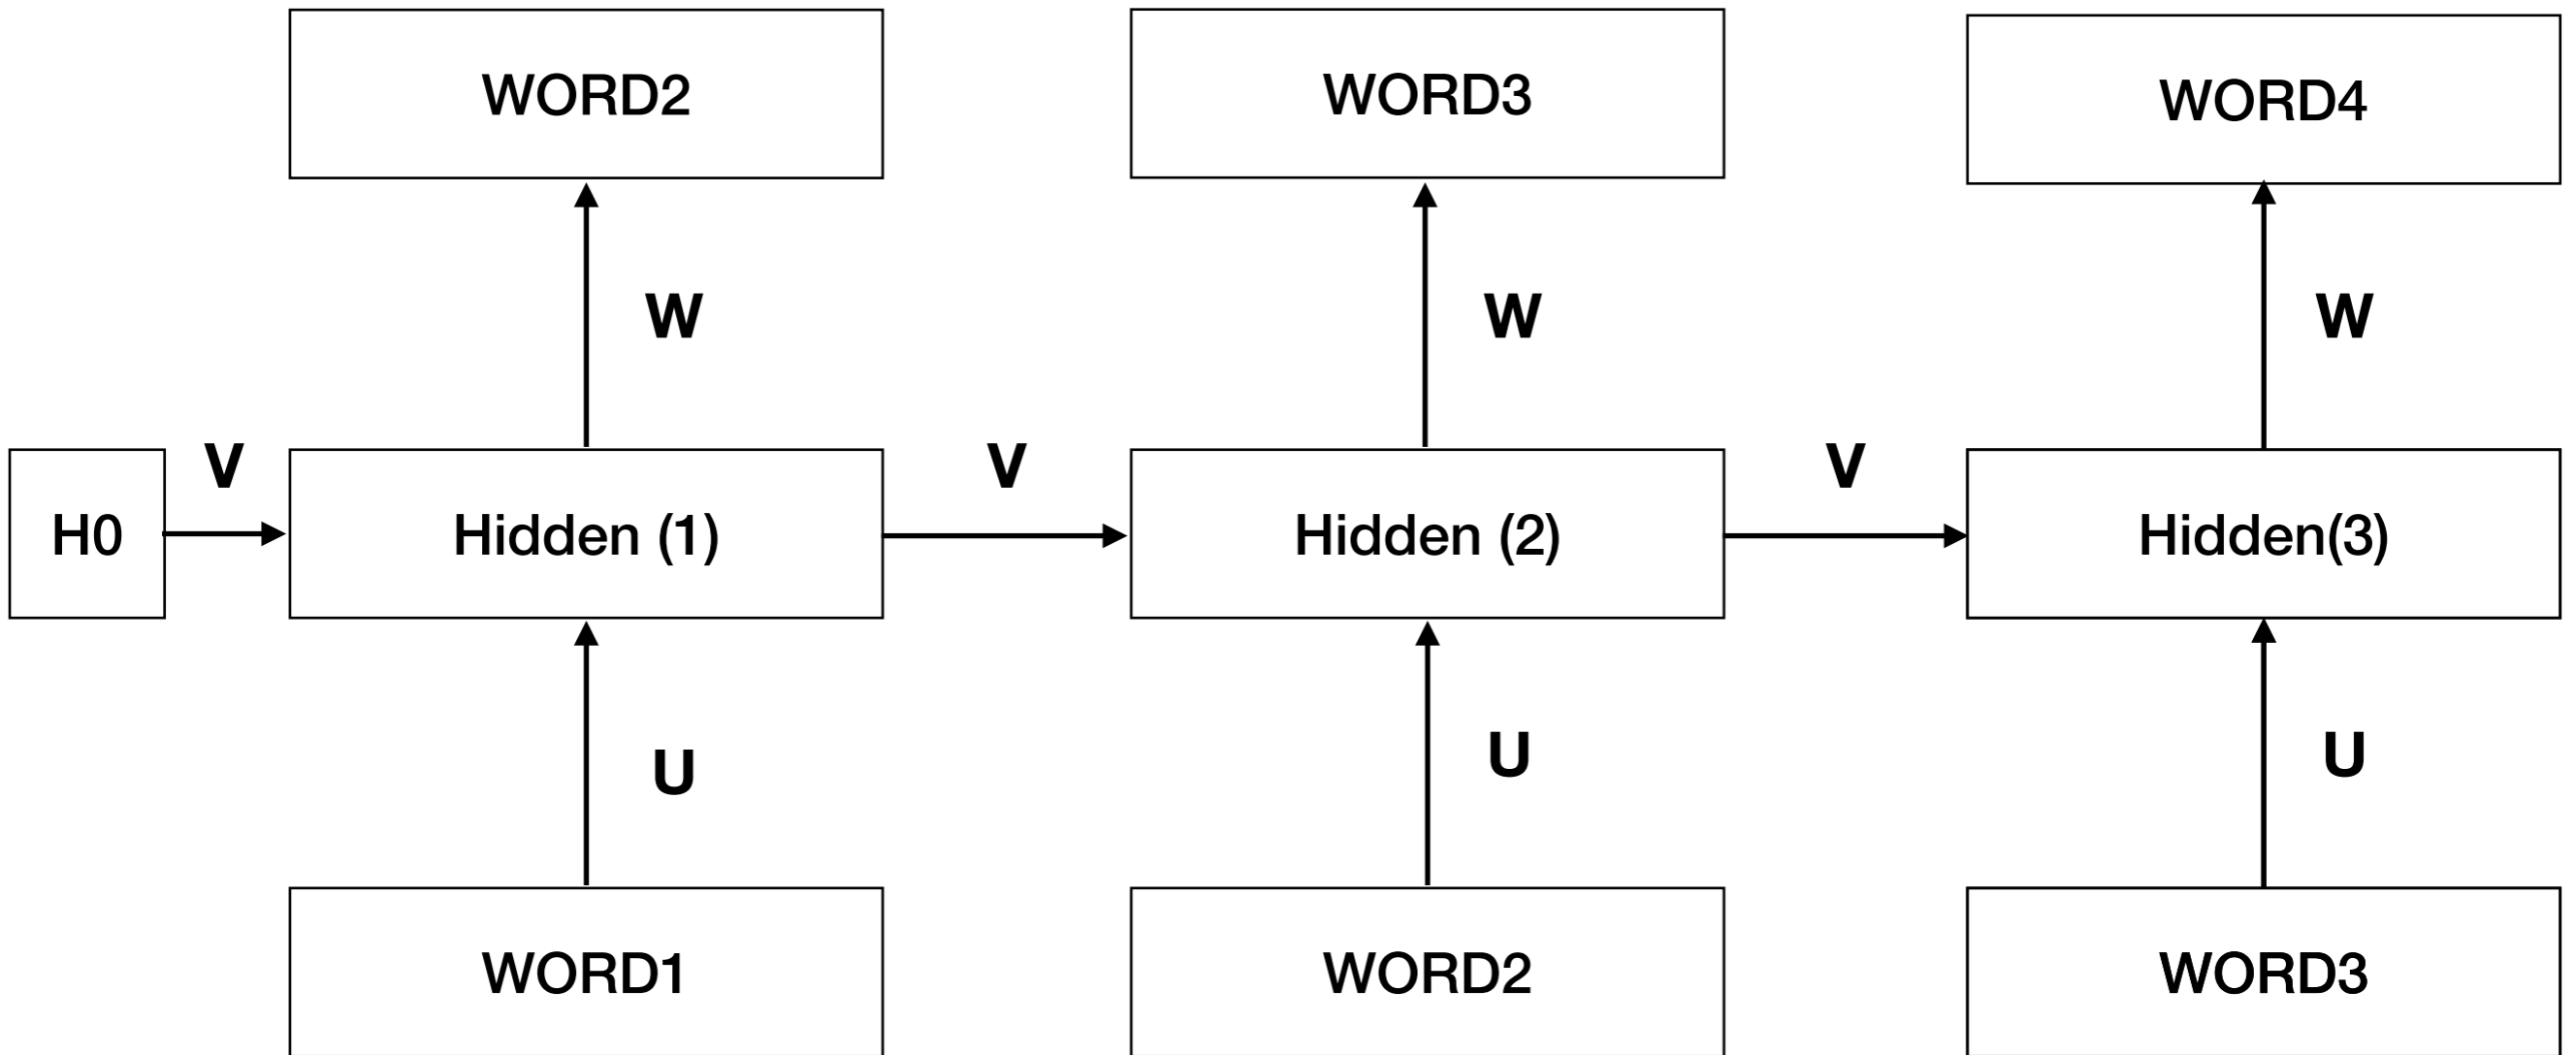 WORD2 WORD3 WORD4
W W W
V V V
H0 Hidden (1) Hidden (2) Hidden(3)
U U U
WORD1 WORD2 WORD3